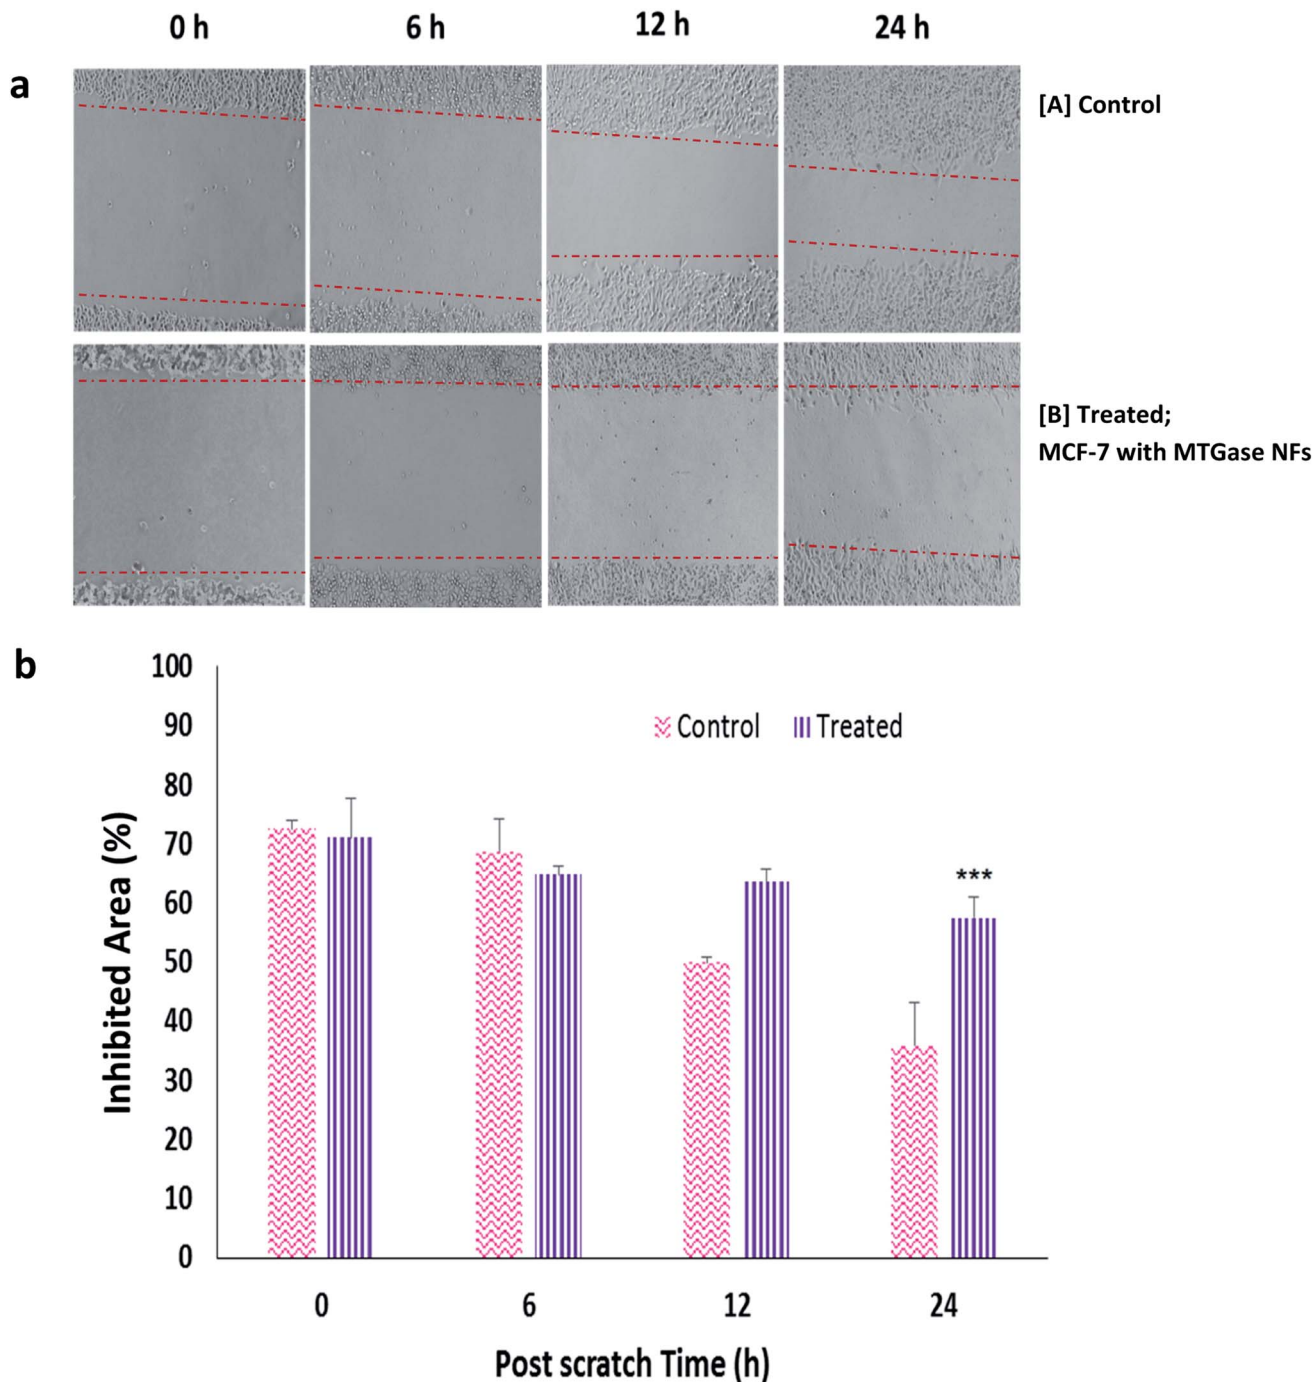 0 h 6 h 12 h 24 h
a
[A] Control
[B] Treated;
MCF-7 with MTGase NFs
b
100
90
80
70
60
50
40
30
20
10
0
Inhibited Area (%)
Control Treated
***
0 6 12 24
Post scratch Time (h)